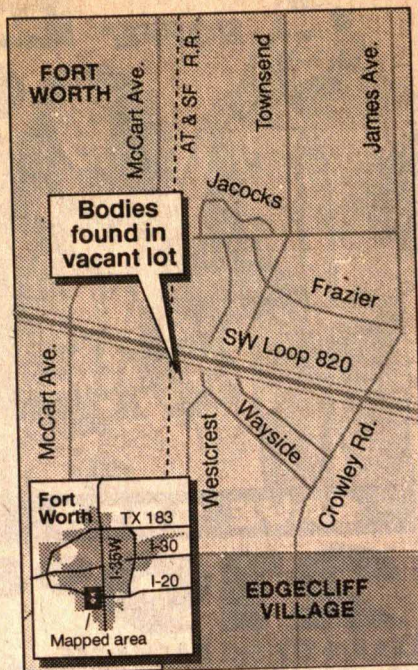 FORT
WORTH
McCart Ave.
AT & SF R.R.
Townsend
James Ave.
Jacocks
Bodies
found in
vacant lot
Frazier
SW Loop 820
McCart Ave.
Westcrest
Wayside
Crowley Rd.
Fort
Worth
TX 183
I-35W
I-30
I-20
Mapped area
EDGECLIFF
VILLAGE